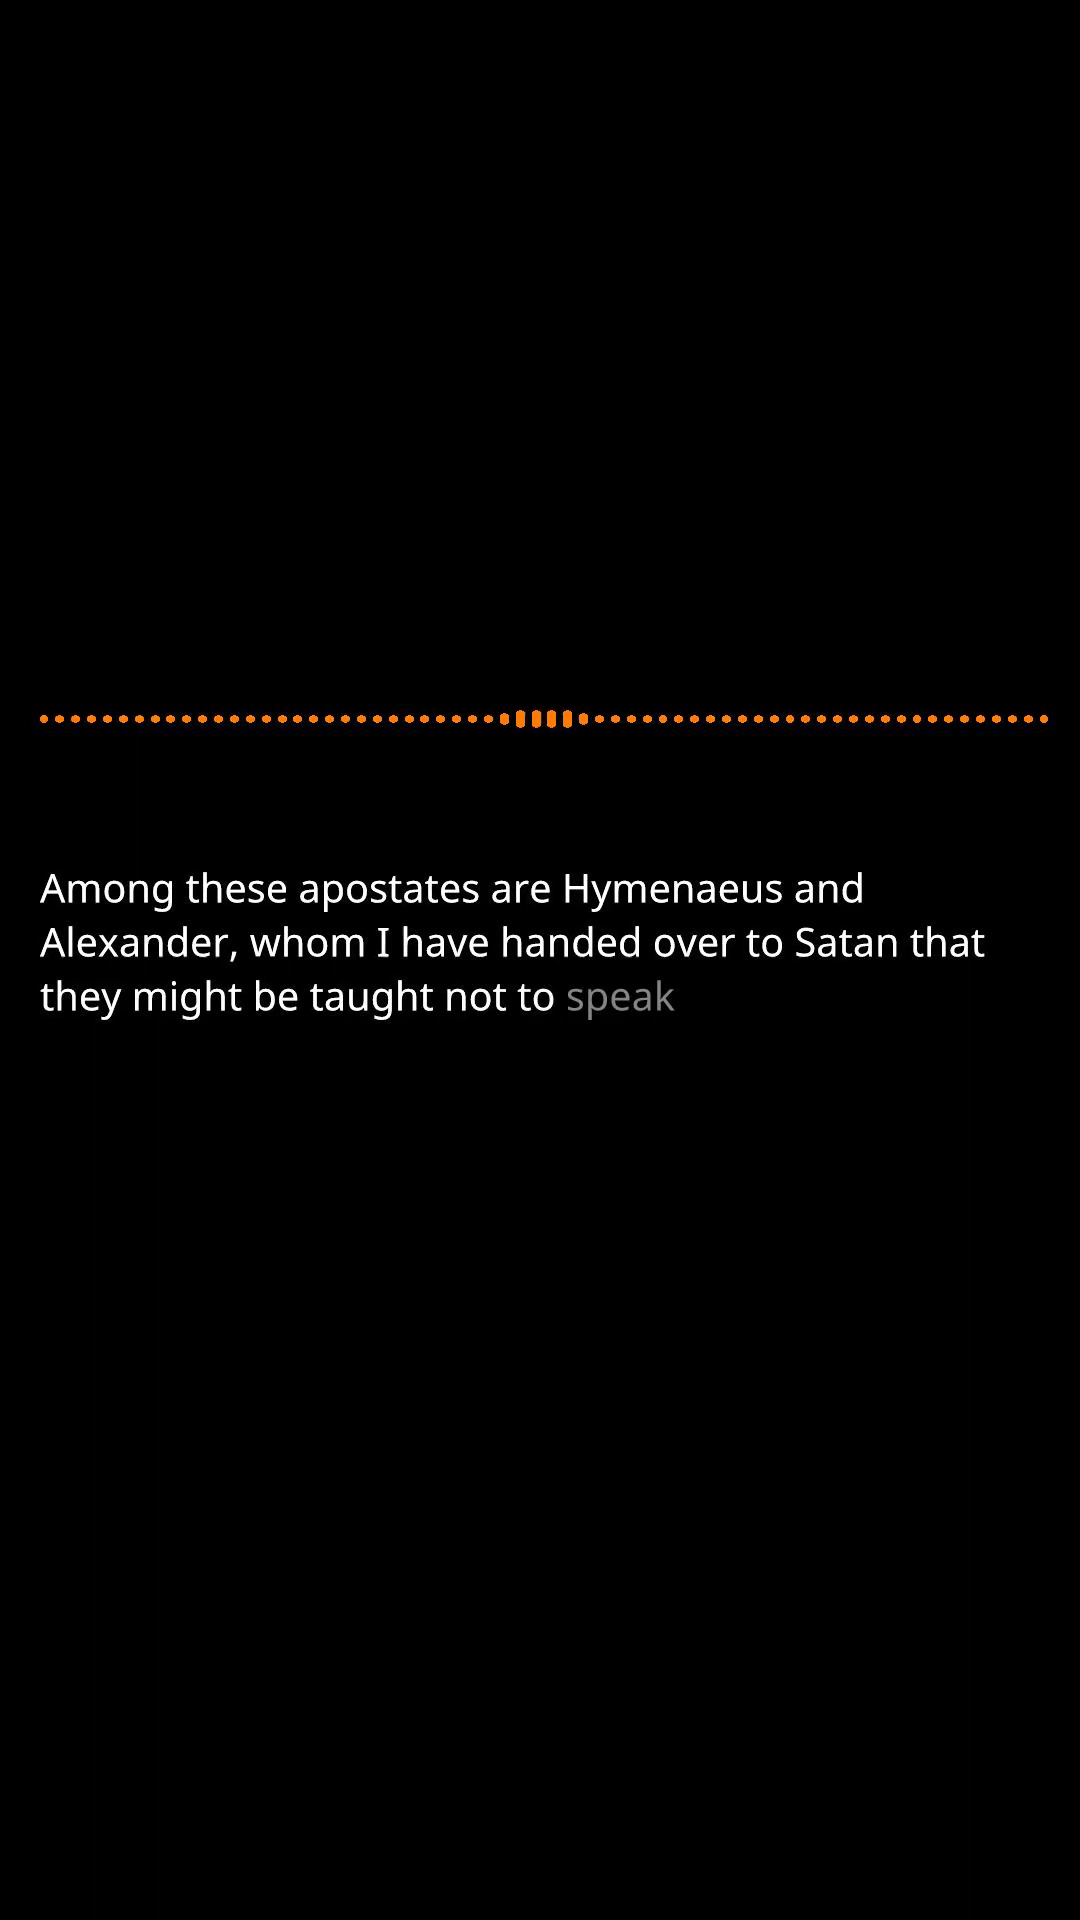 Among these apostates are Hymenaeus and
Alexander, whom I have handed over to Satan that
they might be taught not to speak